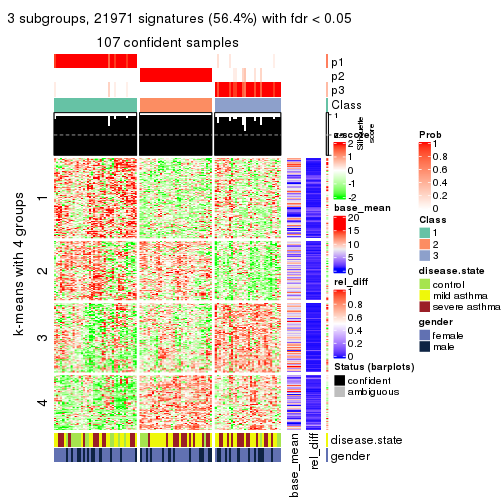 3 subgroups, 21971 signatures (56.4%) with fdr < 0.05
107 confident samples
p1
p2
p3
Class
1
Silhouette score
k-means with 4 groups
1
2
3
4
base_mean
rel_diff
disease.state
gender
z-score
2
1
0
-1
-2
base_mean
20
15
10
5
0
rel_diff
1
0.8
0.6
0.4
0.2
0
Status (barplots)
confident
ambiguous
Prob
1
0.8
0.6
0.4
0.2
0
Class
1
2
3
disease.state
control
mild asthma
severe asthma
gender
female
male